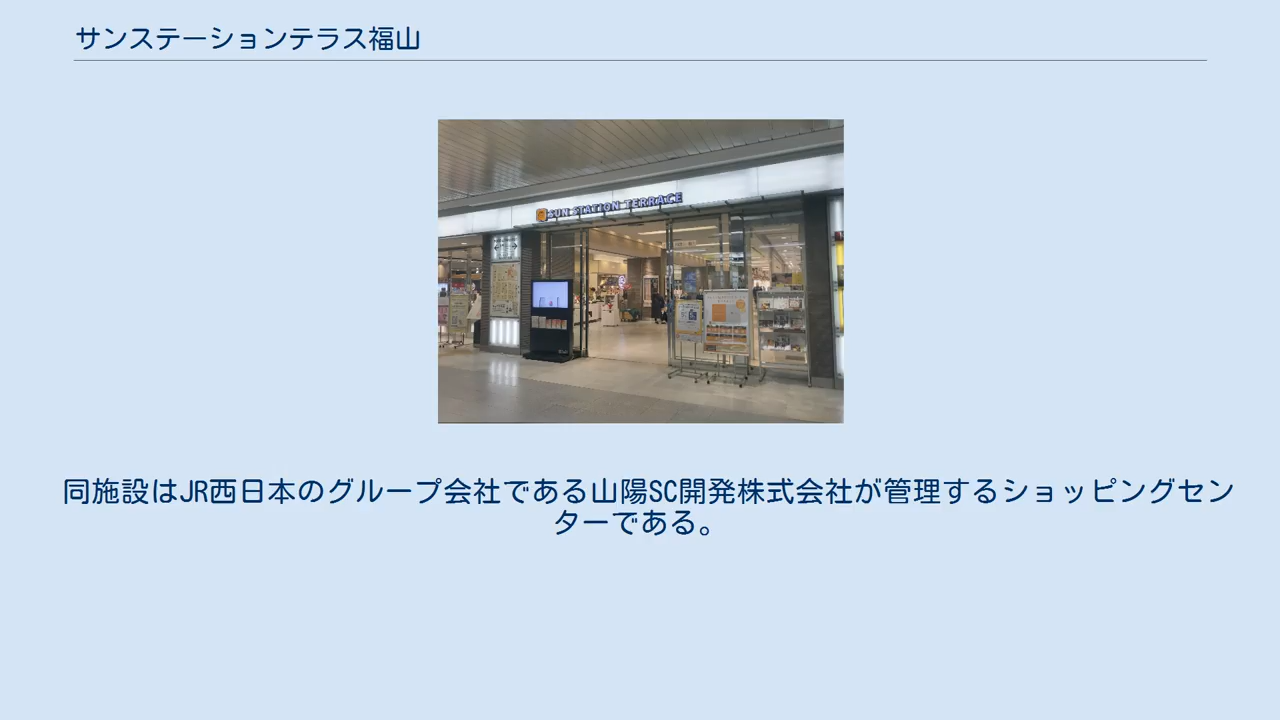 サンステーションテラス福山
SUN STATION TERRACE
同施設はJR西日本のグループ会社である山陽SC開発株式会社が管理するショッピングセン
ターである。